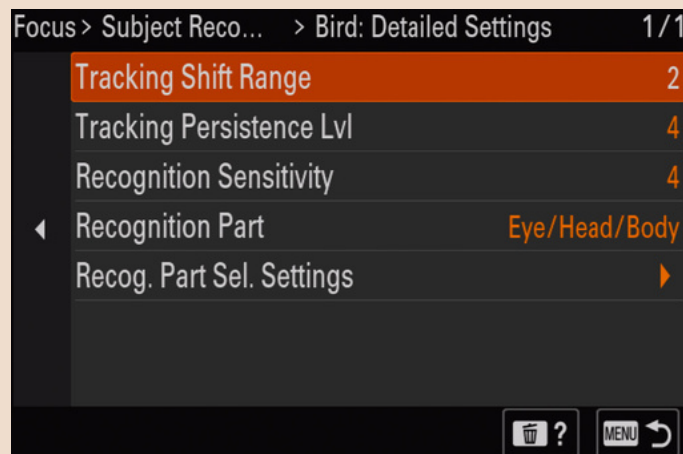 Focus > Subject Reco... > Bird: Detailed Settings 1/1
Tracking Shift Range 2
Tracking Persistence Lvl 4
Recognition Sensitivity 4
Recognition Part Eye/Head/Body
Recog. Part Sel. Settings
? MENU